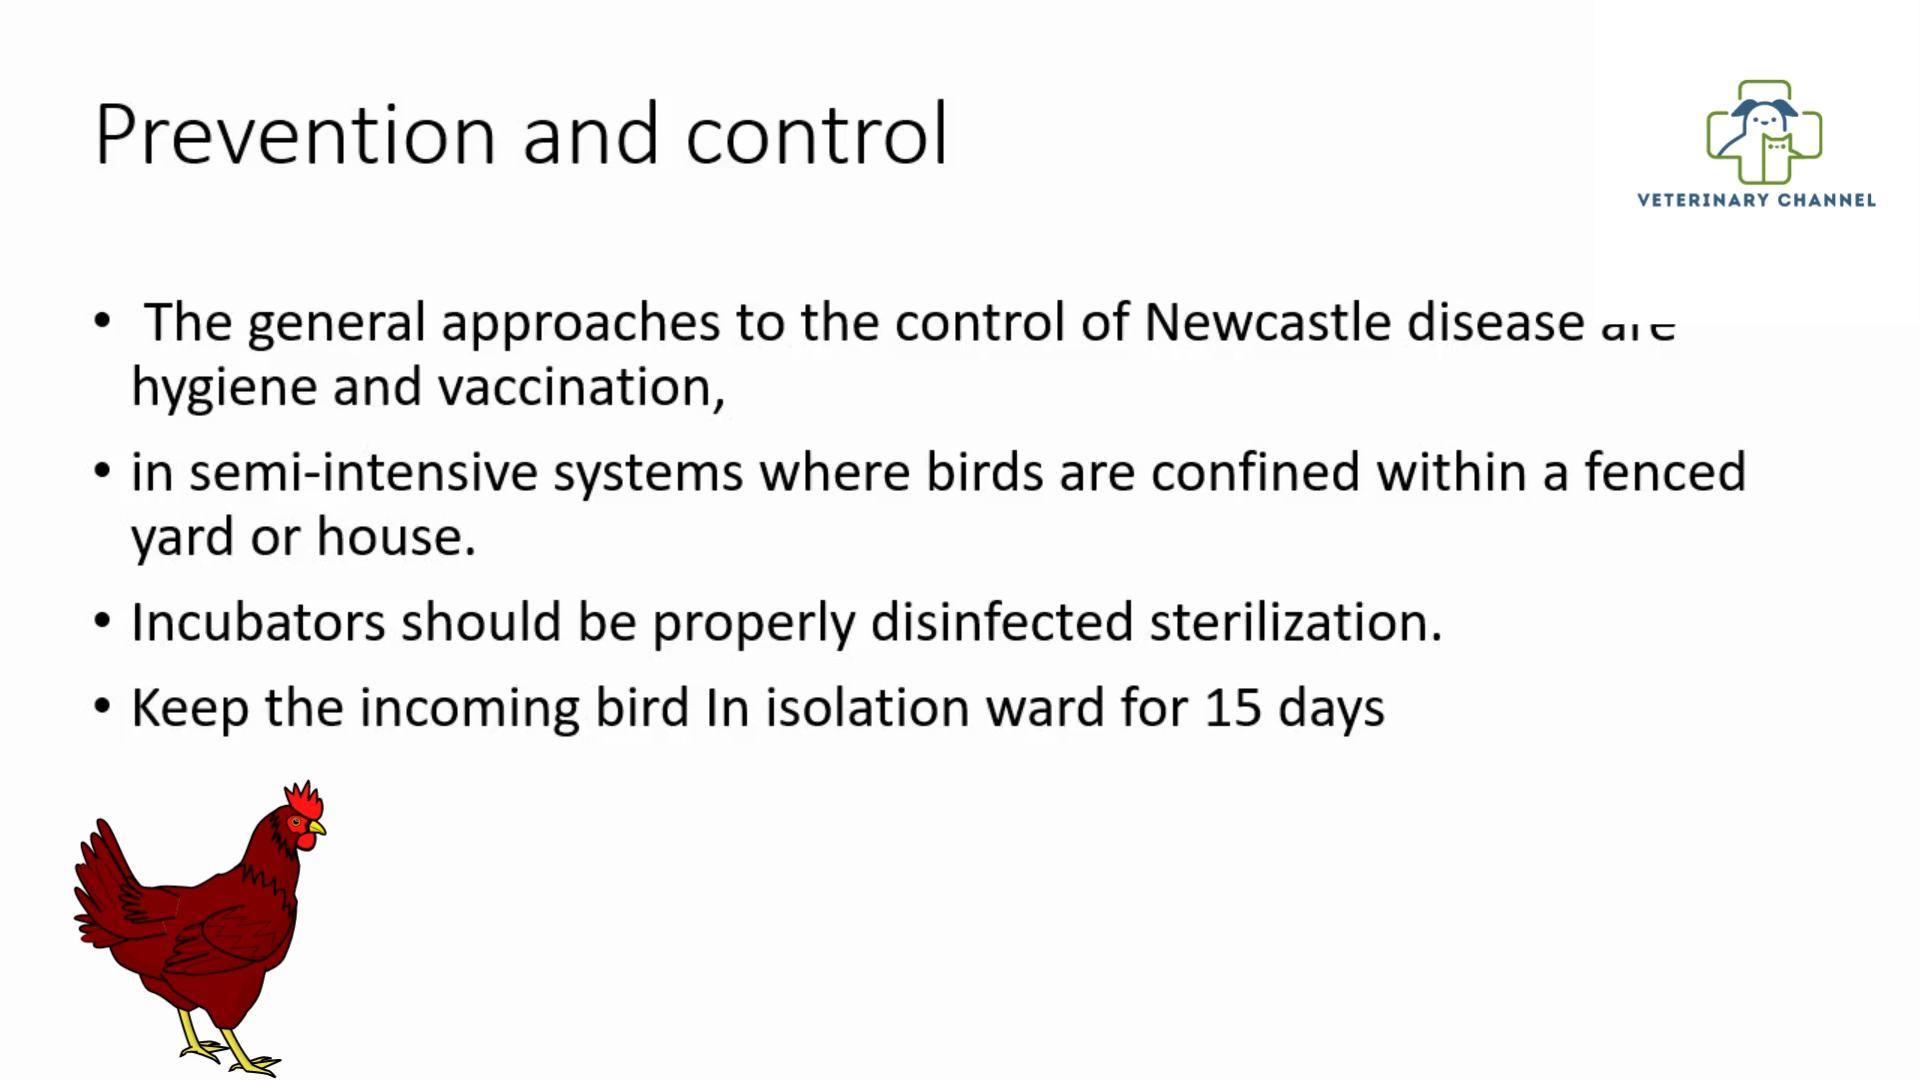 Prevention and control
VETERINARY CHANNEL
• The general approaches to the control of Newcastle disease are
hygiene and vaccination,
• in semi-intensive systems where birds are confined within a fenced
yard or house.
• Incubators should be properly disinfected sterilization.
• Keep the incoming bird In isolation ward for 15 days